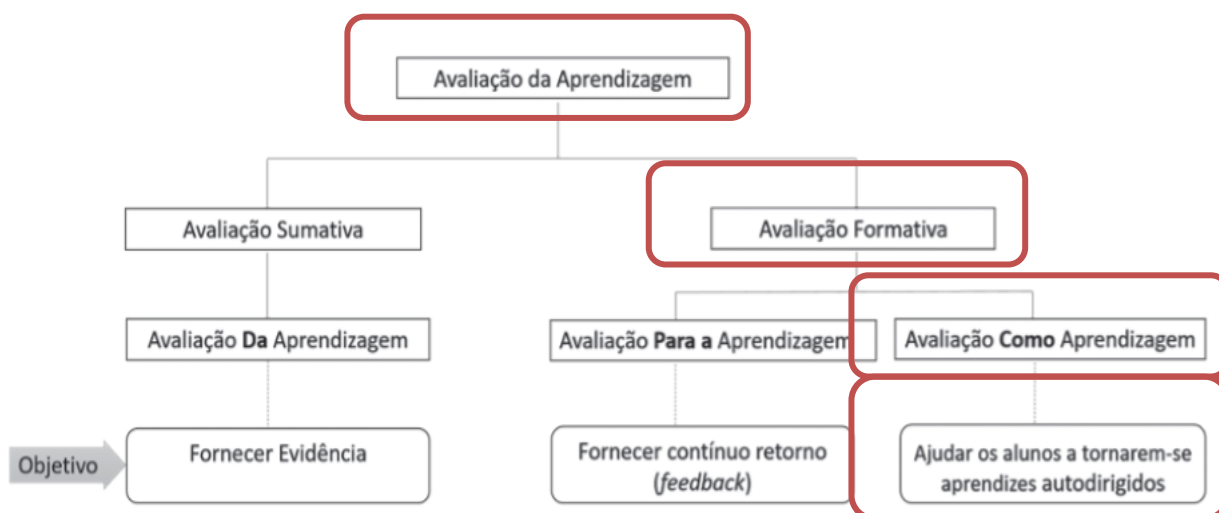 Avaliação da Aprendizagem
Avaliação Sumativa
Avaliação Formativa
Avaliação Da Aprendizagem
Avaliação Para a Aprendizagem
Avaliação Como Aprendizagem
Objetivo
Fornecer Evidência
Fornecer contínuo retorno
(feedback)
Ajudar os alunos a tornarem-se
aprendizes autodirigidos